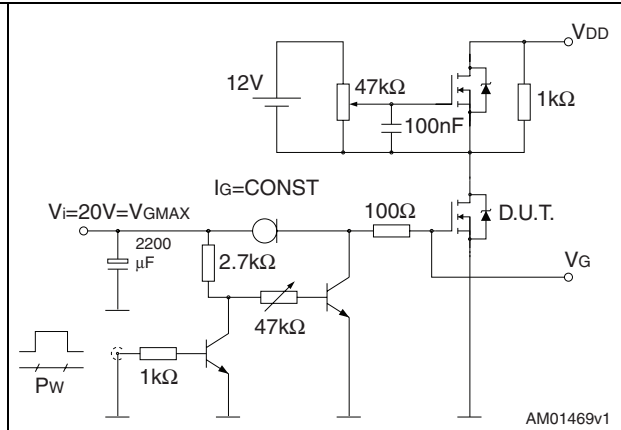 VDD
12V
47kΩ
1kΩ
100nF
IG=CONST
Vi=20V=VGMAX
100Ω
D.U.T.
2200
μF
2.7kΩ
VG
47kΩ
1kΩ
PW
AM01469v1